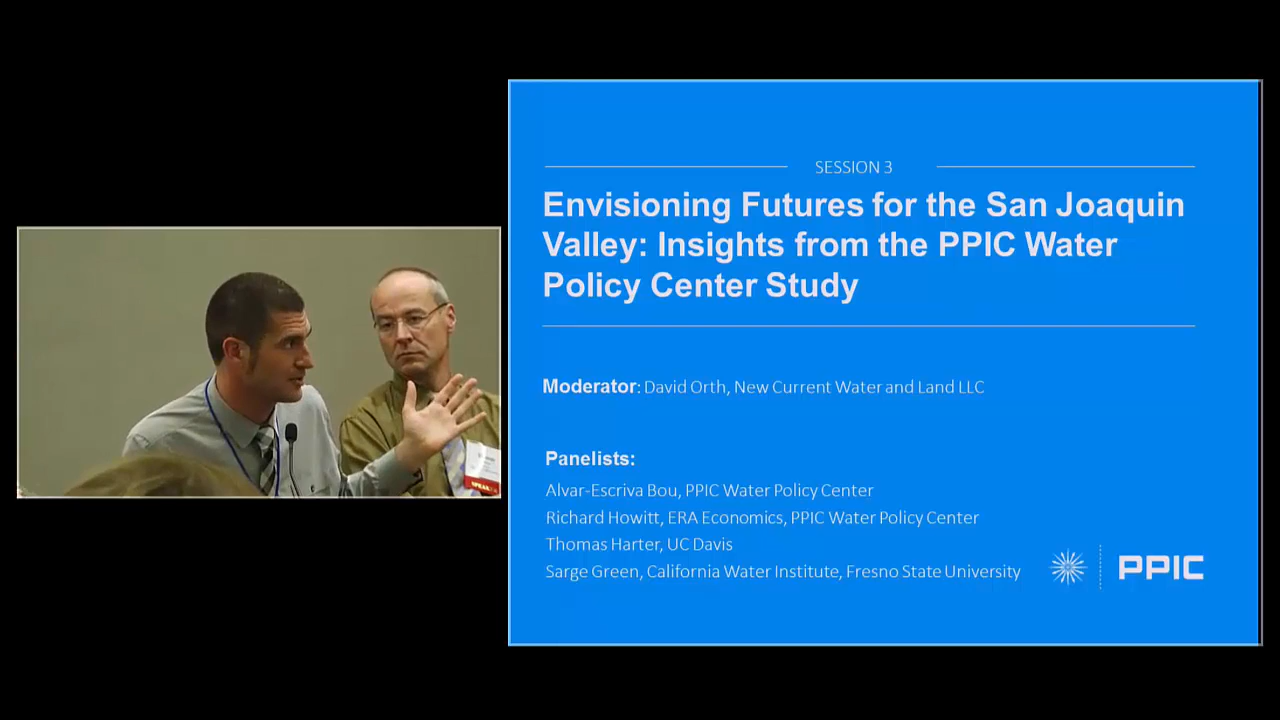 SESSION 3
Envisioning Futures for the San Joaquin
Valley: Insights from the PPIC Water
Policy Center Study
Moderator: David Orth, New Current Water and Land LLC
Panelists:
Alvar-Escriva Bou, PPIC Water Policy Center
Richard Howitt, ERA Economics, PPIC Water Policy Center
Thomas Harter, UC Davis
Sarge Green, California Water Institute, Fresno State University
PPIC
SPEAKER